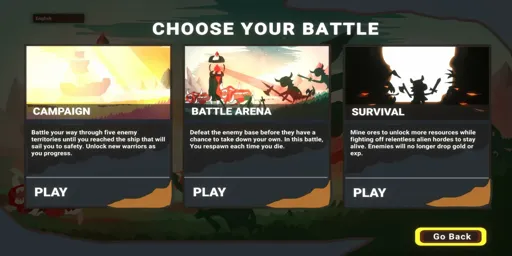 CHOOSE YOUR BATTLE
CAMPAIGN
Battle your way through five enemy
territories until you reached the ship that will
sail you to safety. Unlock new warriors as
you progress.
PLAY
BATTLE ARENA
Defeat the enemy base before they have a
chance to take down your own. In this battle,
You respawn each time you die.
PLAY
SURVIVAL
Mine ores to unlock more resources while
fighting off relentless alien hordes to stay
alive. Enemies will no longer drop gold or
exp.
PLAY
Go Back